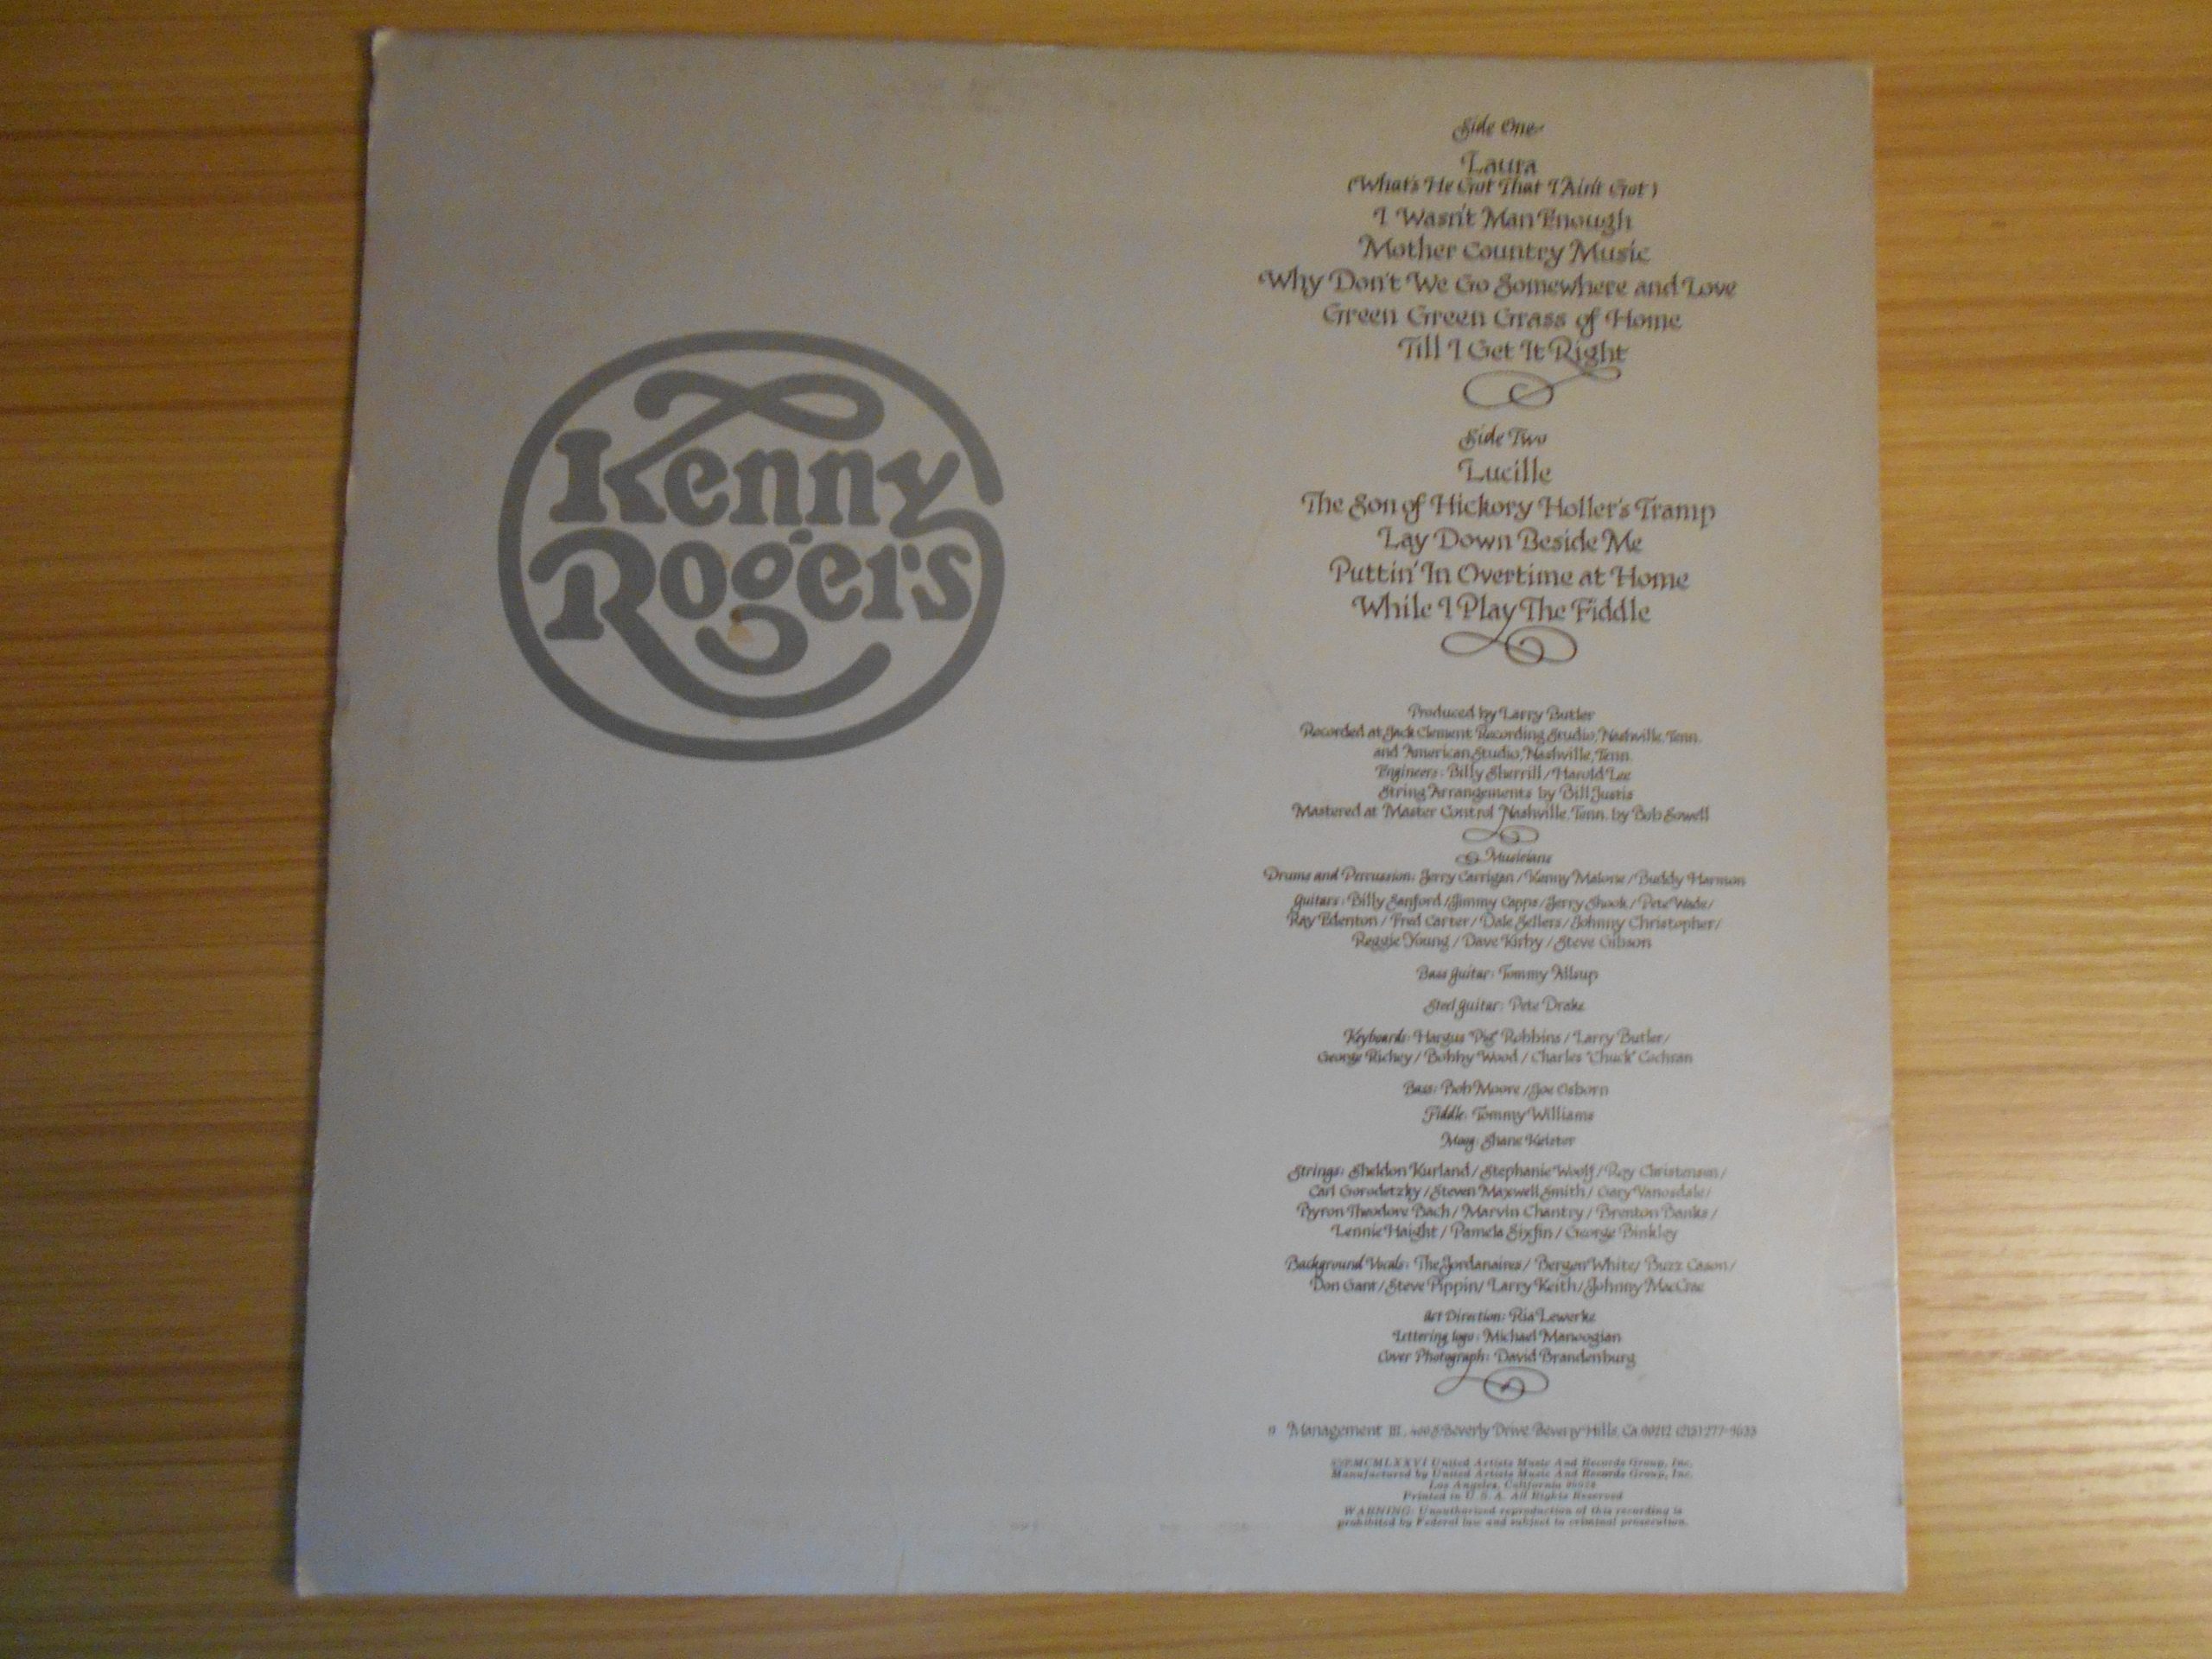 Kenny
Rogers
Side One
Laura
(What's He Got That I Ain't Got)
I Wasn't Man Enough
Mother Country Music
Why Don't We Go Somewhere and Love
Green Green Grass of Home
Till I Get It Right
Side Two
Lucille
The Son of Hickory Holler's Tramp
Lay Down Beside Me
Puttin' In Overtime at Home
While I Play The Fiddle
Produced by Larry Butler
Recorded at Jack Clement Recording Studio, Nashville, Tenn.
and American Studio, Nashville, Tenn.
Engineers: Billy Sherrill / Harold Lee
String Arrangements by Bill Justis
Mastered at Master Control Nashville, Tenn. by Bob Sowell
Musicians
Drums and Percussion: Jerry Carrigan / Kenny Malone / Buddy Harmon
Guitars: Billy Sanford / Jimmy Capps / Jerry Shook / Pete Wade /
Ray Edenton / Fred Carter / Dale Sellers / Johnny Christopher /
Reggie Young / Dave Kirby / Steve Gibson
Bass guitar: Tommy Allsup
Steel guitar: Pete Drake
Keyboards: Hargus "Pig" Robbins / Larry Butler /
George Richey / Bobby Wood / Charles "Chuck" Cochran
Bass: Bob Moore / Joe Osborn
Fiddle: Tommy Williams
Moog: Shane Keister
Strings: Sheldon Kurland / Stephanie Woolf / Roy Christensen /
Carl Gorodetzky / Steven Maxwell Smith / Gary Vanosdale /
Byron Theodore Bach / Marvin Chantry / Brenton Banks /
Lennie Haight / Pamela Sixfin / George Binkley
Background Vocals: The Jordanaires / Bergen White / Buzz Cason /
Don Gant / Steve Pippin / Larry Keith / Johnny MacCrae
Art Direction: Ria Lewerke
Lettering logo: Michael Manoogian
Cover Photograph: David Brandenburg
Management III, Beverly Drive, Beverly Hills, Ca. 90212 (213) 277-9633
©℗ MCMLXXVI United Artists Music And Records Group, Inc.
Manufactured by United Artists Music And Records Group, Inc.
Los Angeles, California 90028
Printed in U. S. A. All Rights Reserved
WARNING: Unauthorized reproduction of this recording is
prohibited by Federal law and subject to criminal prosecution.